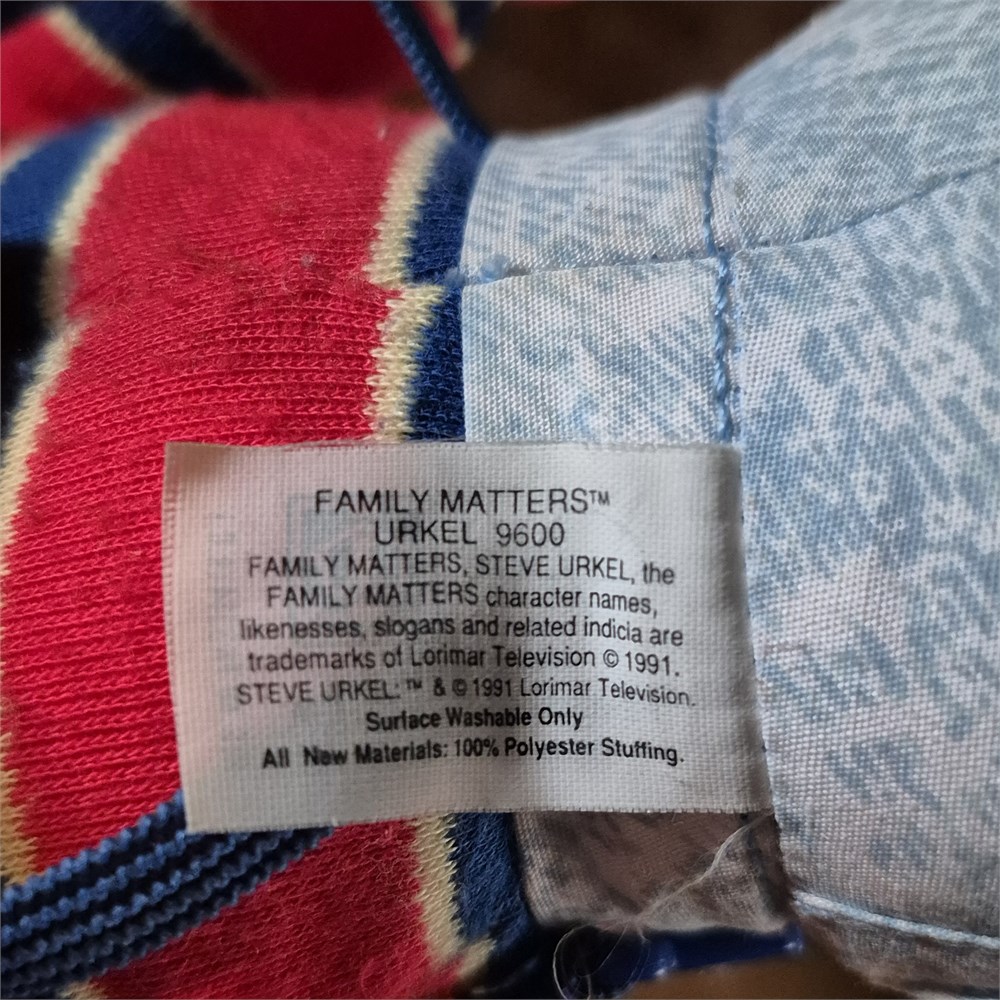 FAMILY MATTERS™
URKEL 9600
FAMILY MATTERS, STEVE URKEL, the
FAMILY MATTERS character names,
likenesses, slogans and related indicia are
trademarks of Lorimar Television © 1991.
STEVE URKEL: ™ & © 1991 Lorimar Television.
Surface Washable Only
All New Materials: 100% Polyester Stuffing.